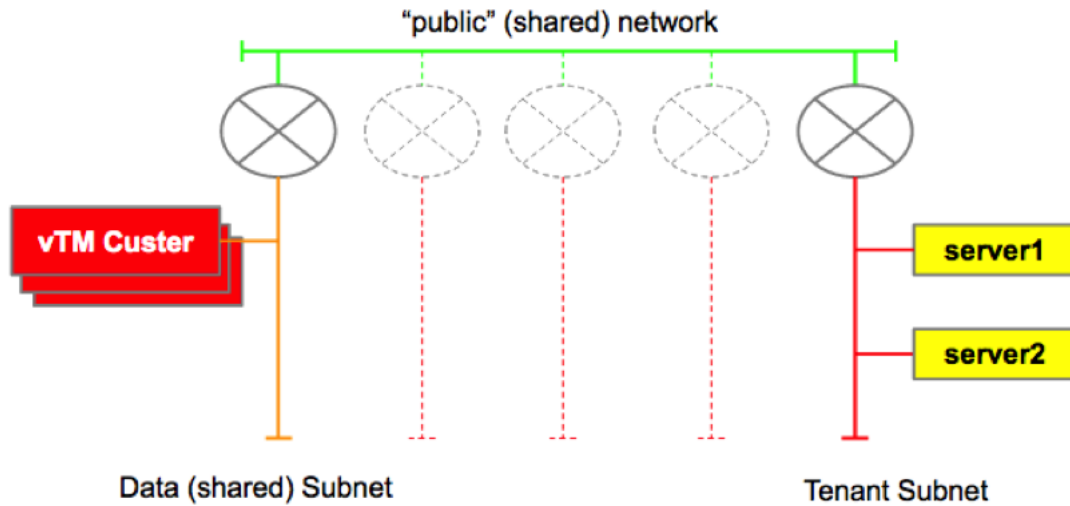 “public” (shared) network
vTM Custer
server1
server2
Data (shared) Subnet
Tenant Subnet